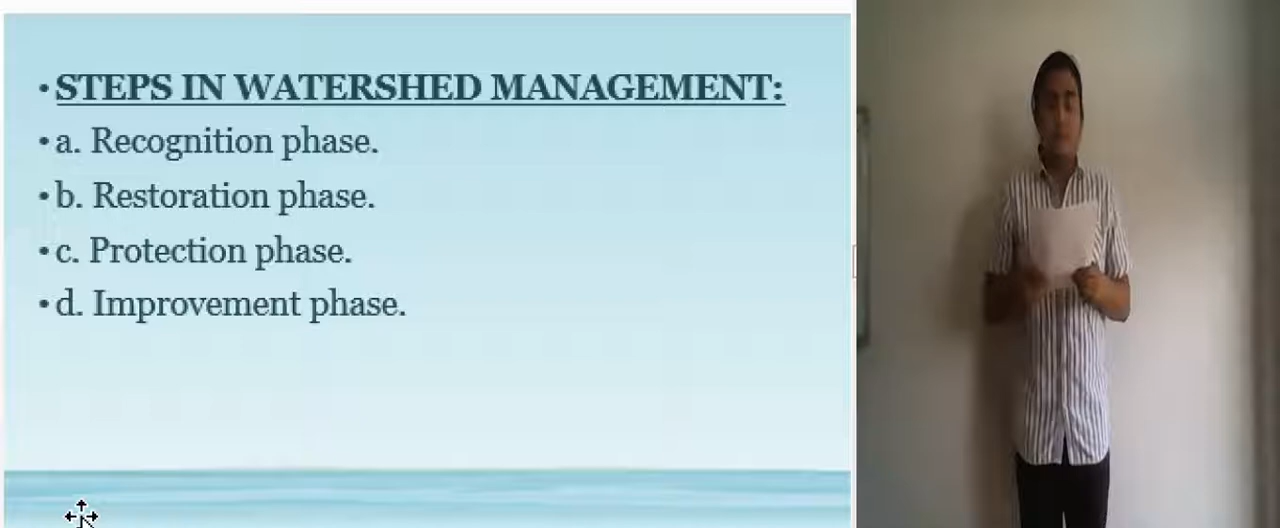 • STEPS IN WATERSHED MANAGEMENT:
• a. Recognition phase.
• b. Restoration phase.
• c. Protection phase.
• d. Improvement phase.